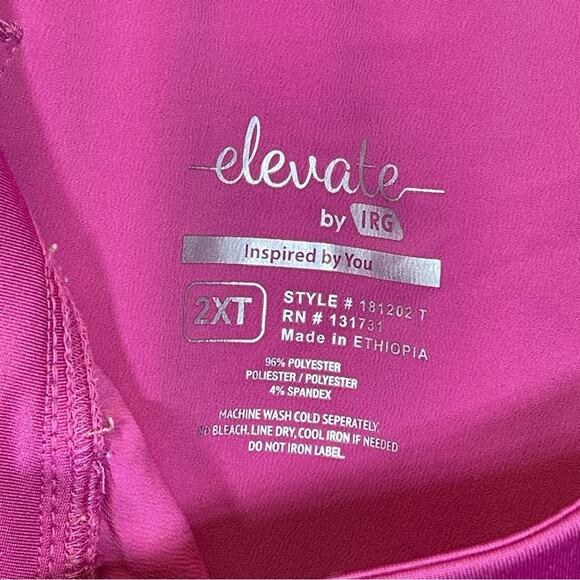 elevate
by IRG
Inspired by You
2XT
STYLE # 181202 T
RN # 131731
Made in ETHIOPIA
96% POLYESTER
POLIESTER / POLYESTER
4% SPANDEX
MACHINE WASH COLD SEPERATELY.
NO BLEACH. LINE DRY, COOL IRON IF NEEDED
DO NOT IRON LABEL.